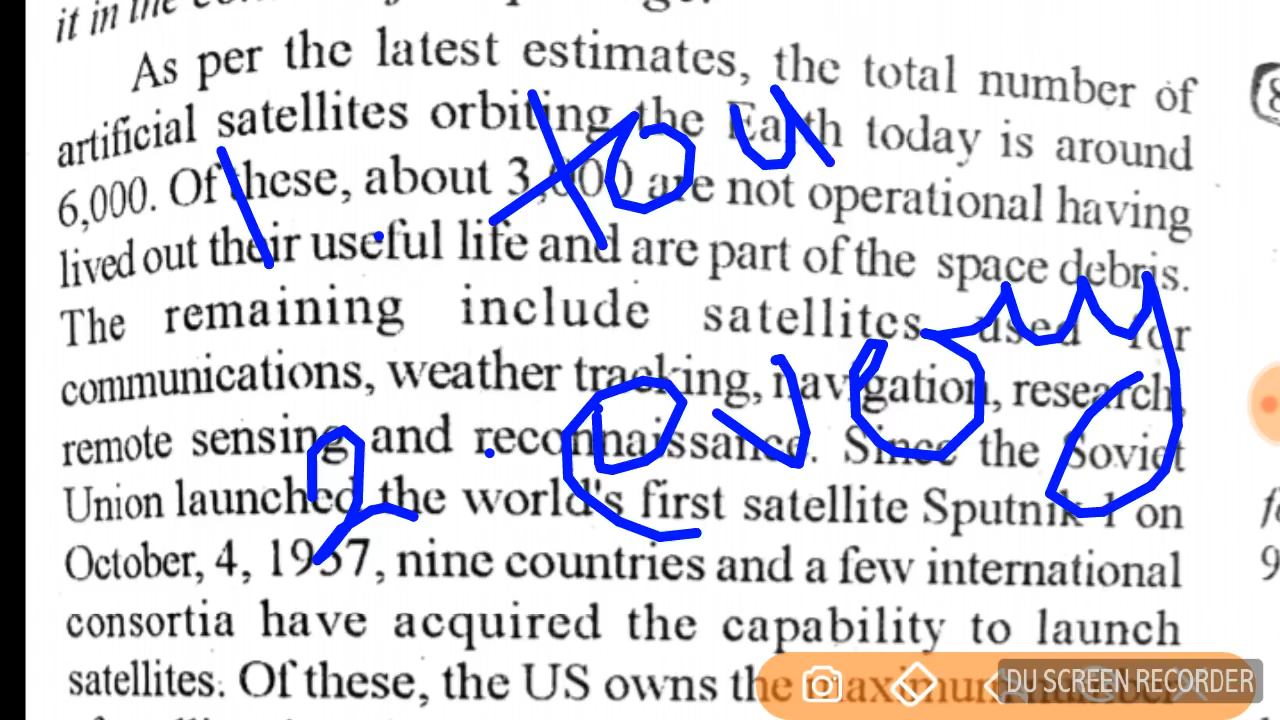 it in the
As per the latest estimates, the total number of
artificial satellites orbiting the Earth today is around
6,000. Of these, about 3,000 are not operational having
lived out their useful life and are part of the space debris.
The remaining include satellites used for
communications, weather tracking, navigation, research,
remote sensing and reconnaissance. Since the Soviet
Union launched the world's first satellite Sputnik 1 on
October, 4, 1957, nine countries and a few international
consortia have acquired the capability to launch
satellites. Of these, the US owns the maximum number
1. You
2. every
DU SCREEN RECORDER